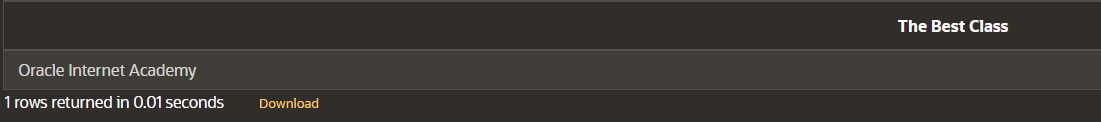 The Best Class
Oracle Internet Academy
1 rows returned in 0.01 seconds Download